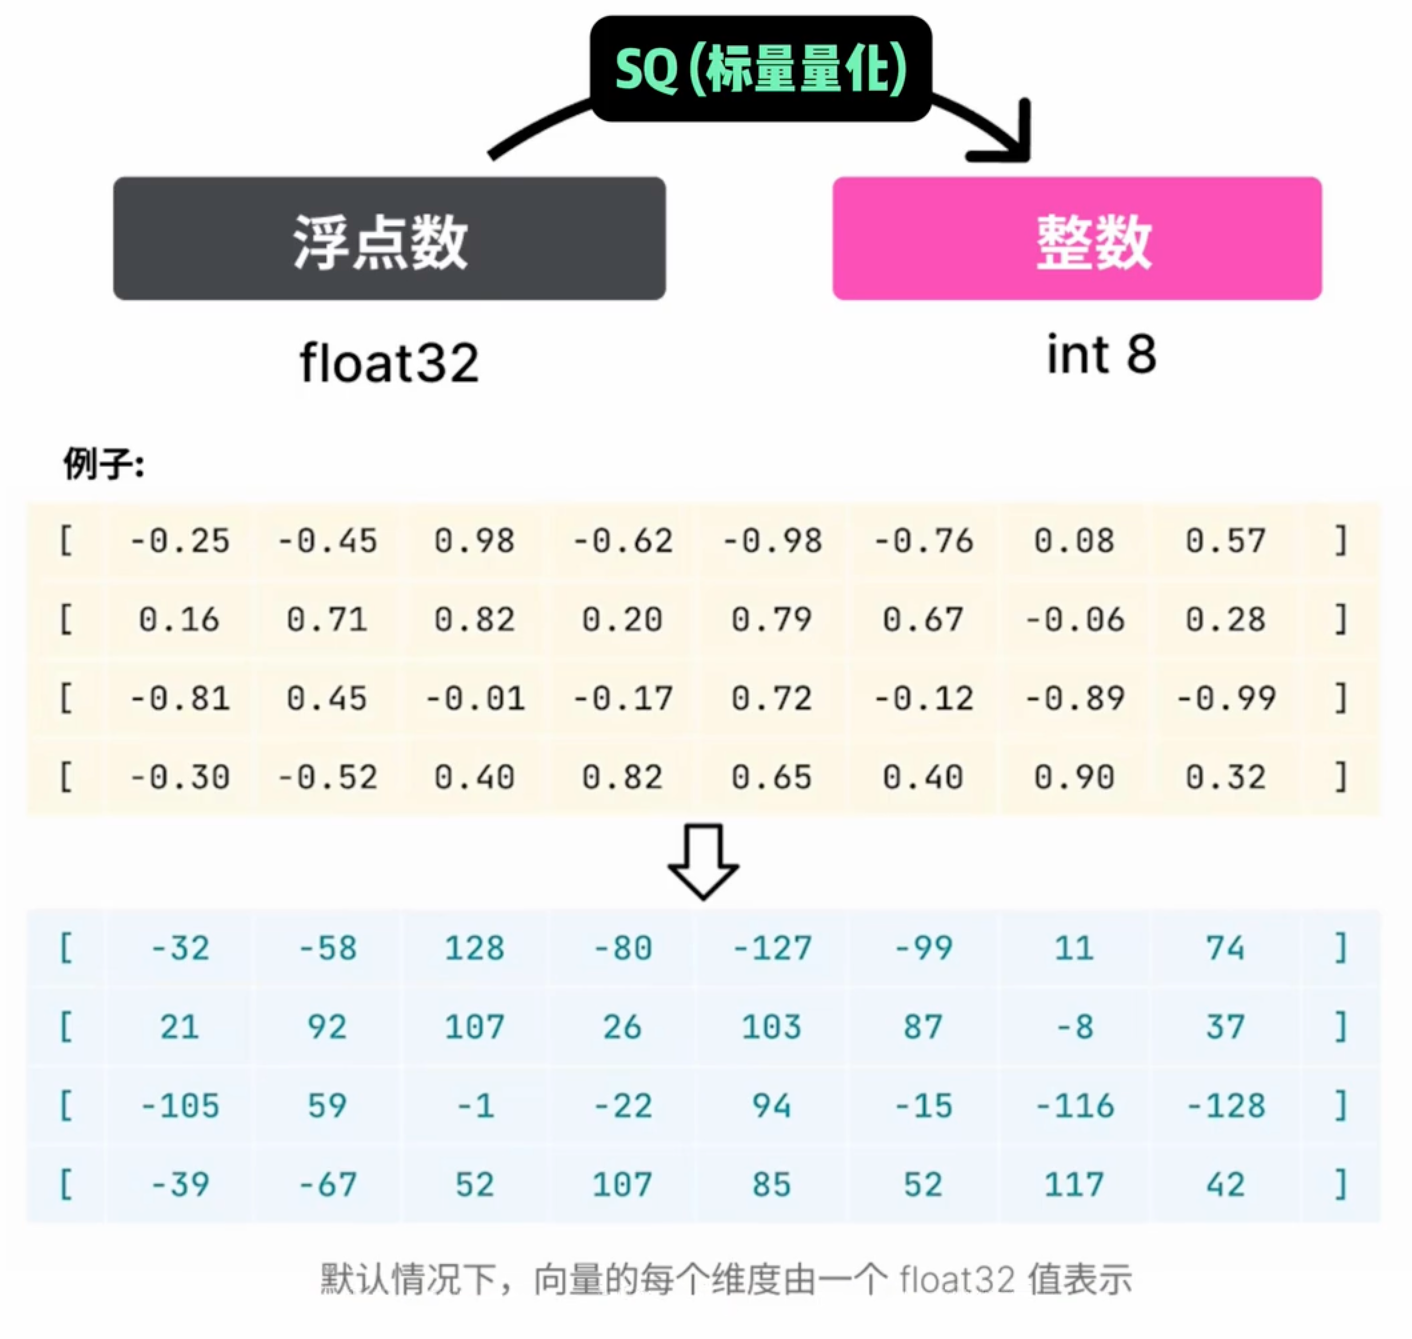 SQ (标量量化)
浮点数 整数
float32 int 8
例子:
[ -0.25 -0.45 0.98 -0.62 -0.98 -0.76 0.08 0.57 ]
[ 0.16 0.71 0.82 0.20 0.79 0.67 -0.06 0.28 ]
[ -0.81 0.45 -0.01 -0.17 0.72 -0.12 -0.89 -0.99 ]
[ -0.30 -0.52 0.40 0.82 0.65 0.40 0.90 0.32 ]
[ -32 -58 128 -80 -127 -99 11 74 ]
[ 21 92 107 26 103 87 -8 37 ]
[ -105 59 -1 -22 94 -15 -116 -128 ]
[ -39 -67 52 107 85 52 117 42 ]
默认情况下，向量的每个维度由一个 float32 值表示